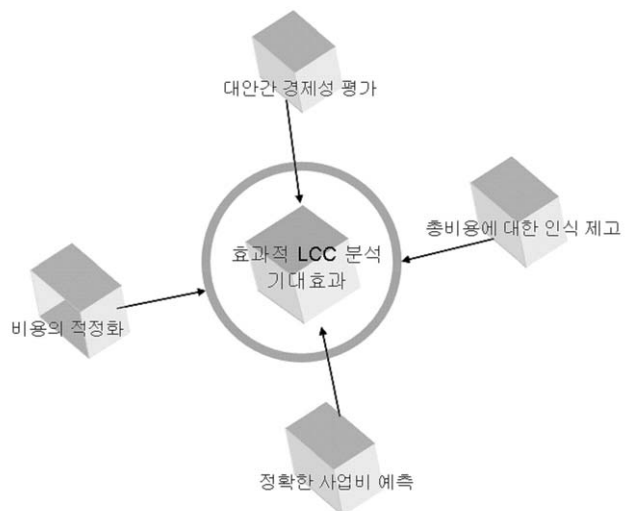 대안간 경제성 평가
총비용에 대한 인식 제고
효과적 LCC 분석
기대효과
비용의 적정화
정확한 사업비 예측